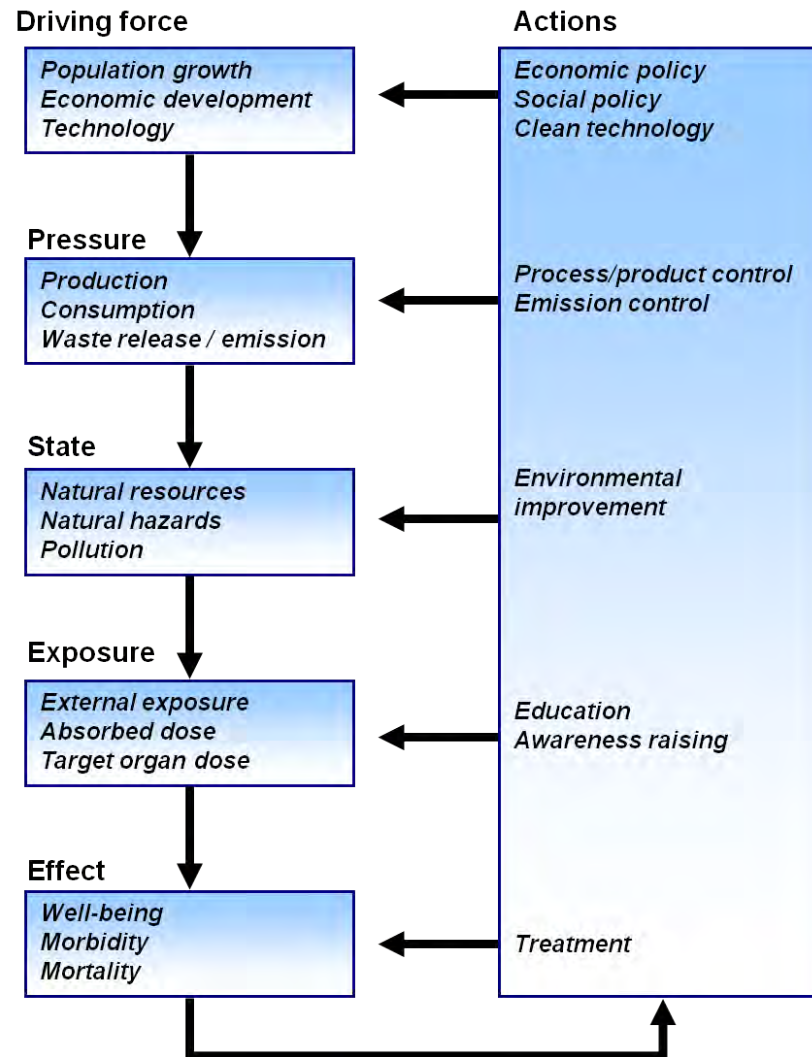 Driving force
Population growth
Economic development
Technology
Pressure
Production
Consumption
Waste release / emission
State
Natural resources
Natural hazards
Pollution
Exposure
External exposure
Absorbed dose
Target organ dose
Effect
Well-being
Morbidity
Mortality
Actions
Economic policy
Social policy
Clean technology
Process/product control
Emission control
Environmental
improvement
Education
Awareness raising
Treatment